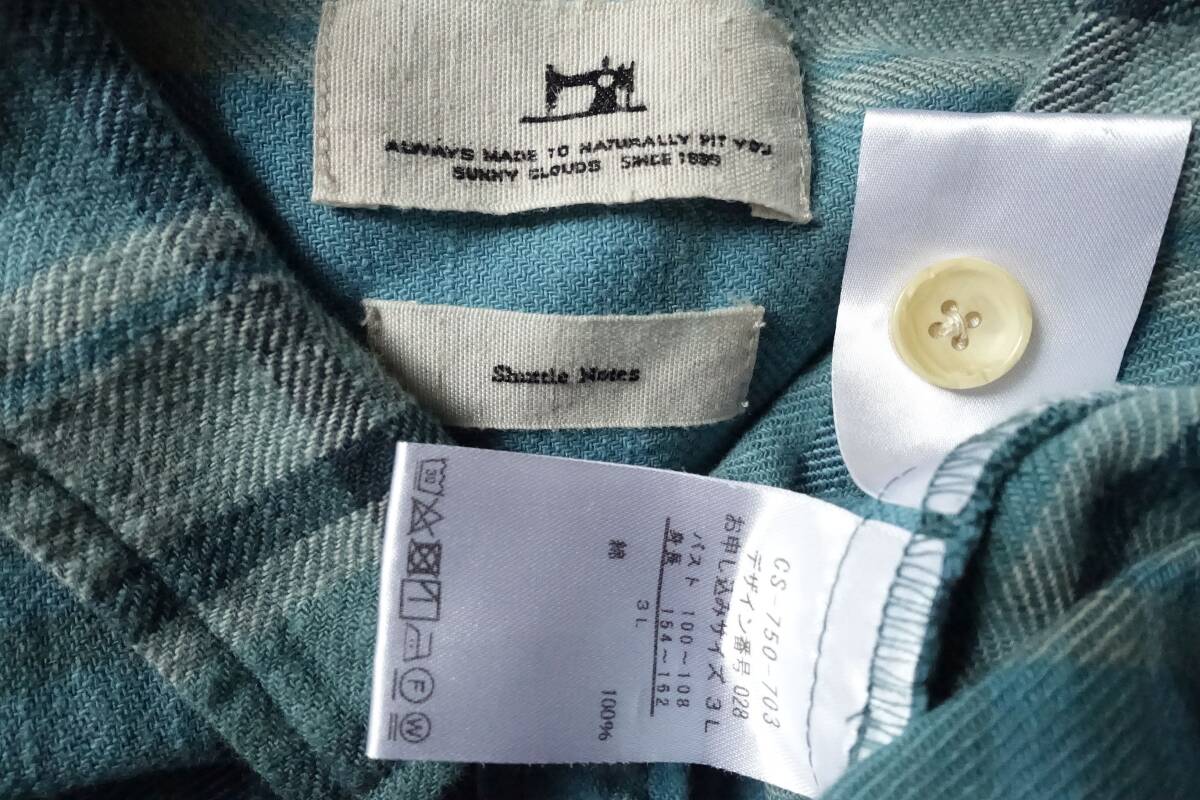 ALWAYS MADE TO NATURALLY FIT YOU
SUNNY CLOUDS SINCE 1899
Shuttle Notes
CS-750-703
デザイン番号 028
お申し込みサイズ 3L
バスト 100~108
身長 154~162
3L
綿 100%
30
F
W